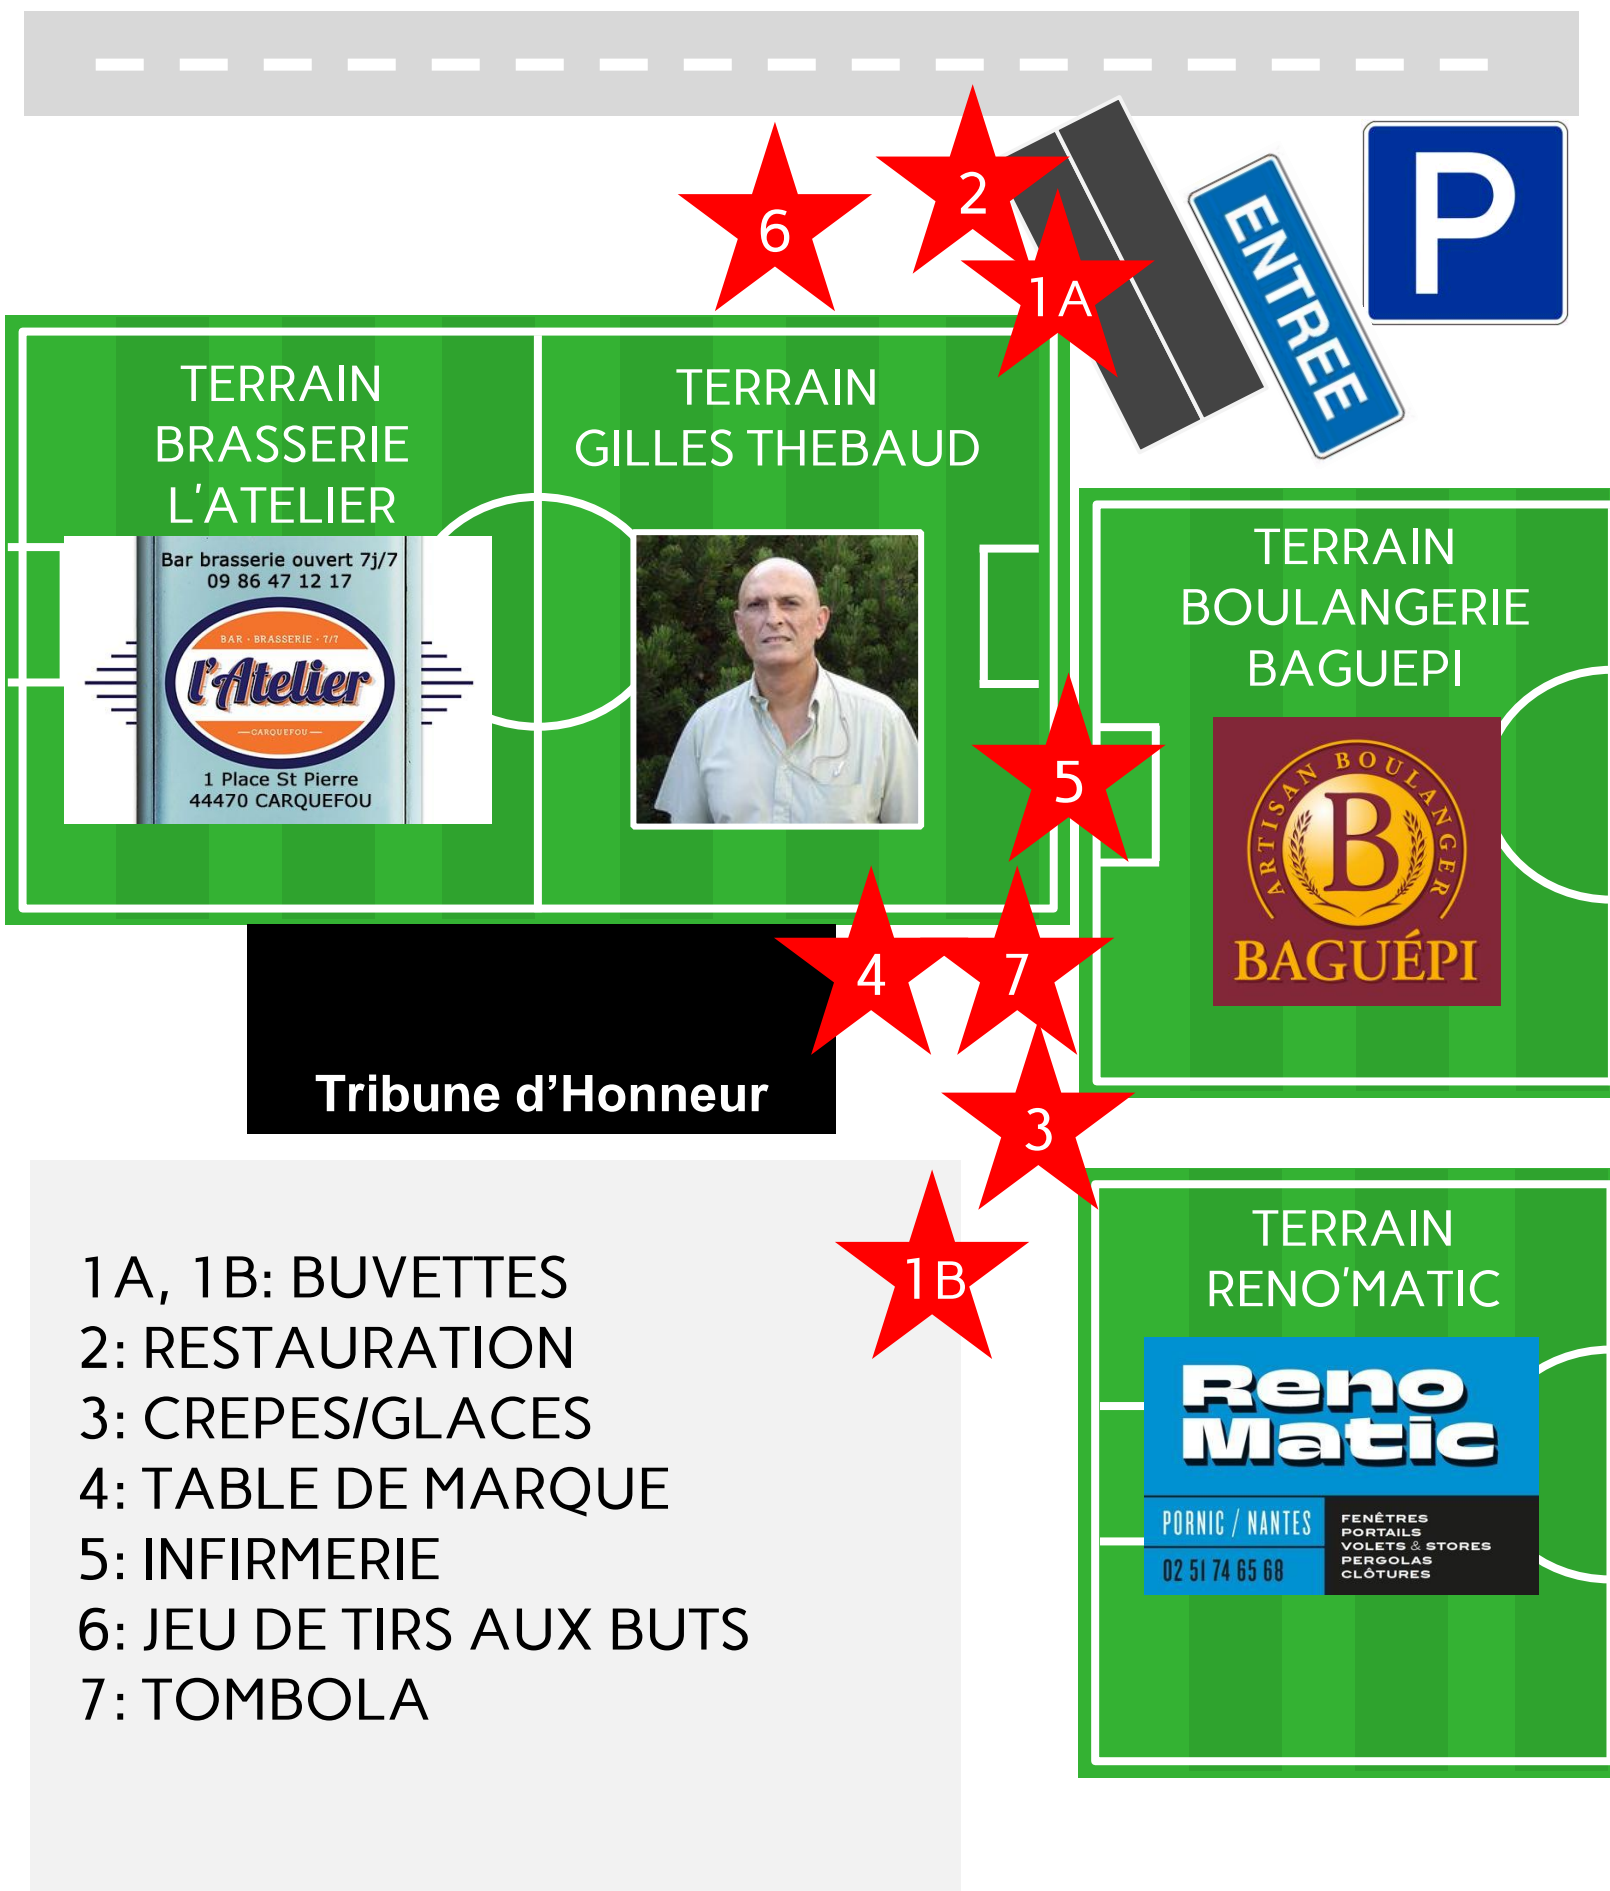 2
6
1A
ENTREE
P
TERRAIN
BRASSERIE
L'ATELIER
Bar brasserie ouvert 7j/7
09 86 47 12 17
BAR · BRASSERIE · 7/7
l'Atelier
CARQUEFOU
1 Place St Pierre
44470 CARQUEFOU
TERRAIN
GILLES THEBAUD
TERRAIN
BOULANGERIE
BAGUEPI
ARTISAN BOULANGER
B
BAGUÉPI
5
4
7
Tribune d'Honneur
3
1B
1A, 1B: BUVETTES
2: RESTAURATION
3: CREPES/GLACES
4: TABLE DE MARQUE
5: INFIRMERIE
6: JEU DE TIRS AUX BUTS
7: TOMBOLA
TERRAIN
RENO'MATIC
Reno
Matic
PORNIC / NANTES
02 51 74 65 68
FENÊTRES
PORTAILS
VOLETS & STORES
PERGOLAS
CLÔTURES